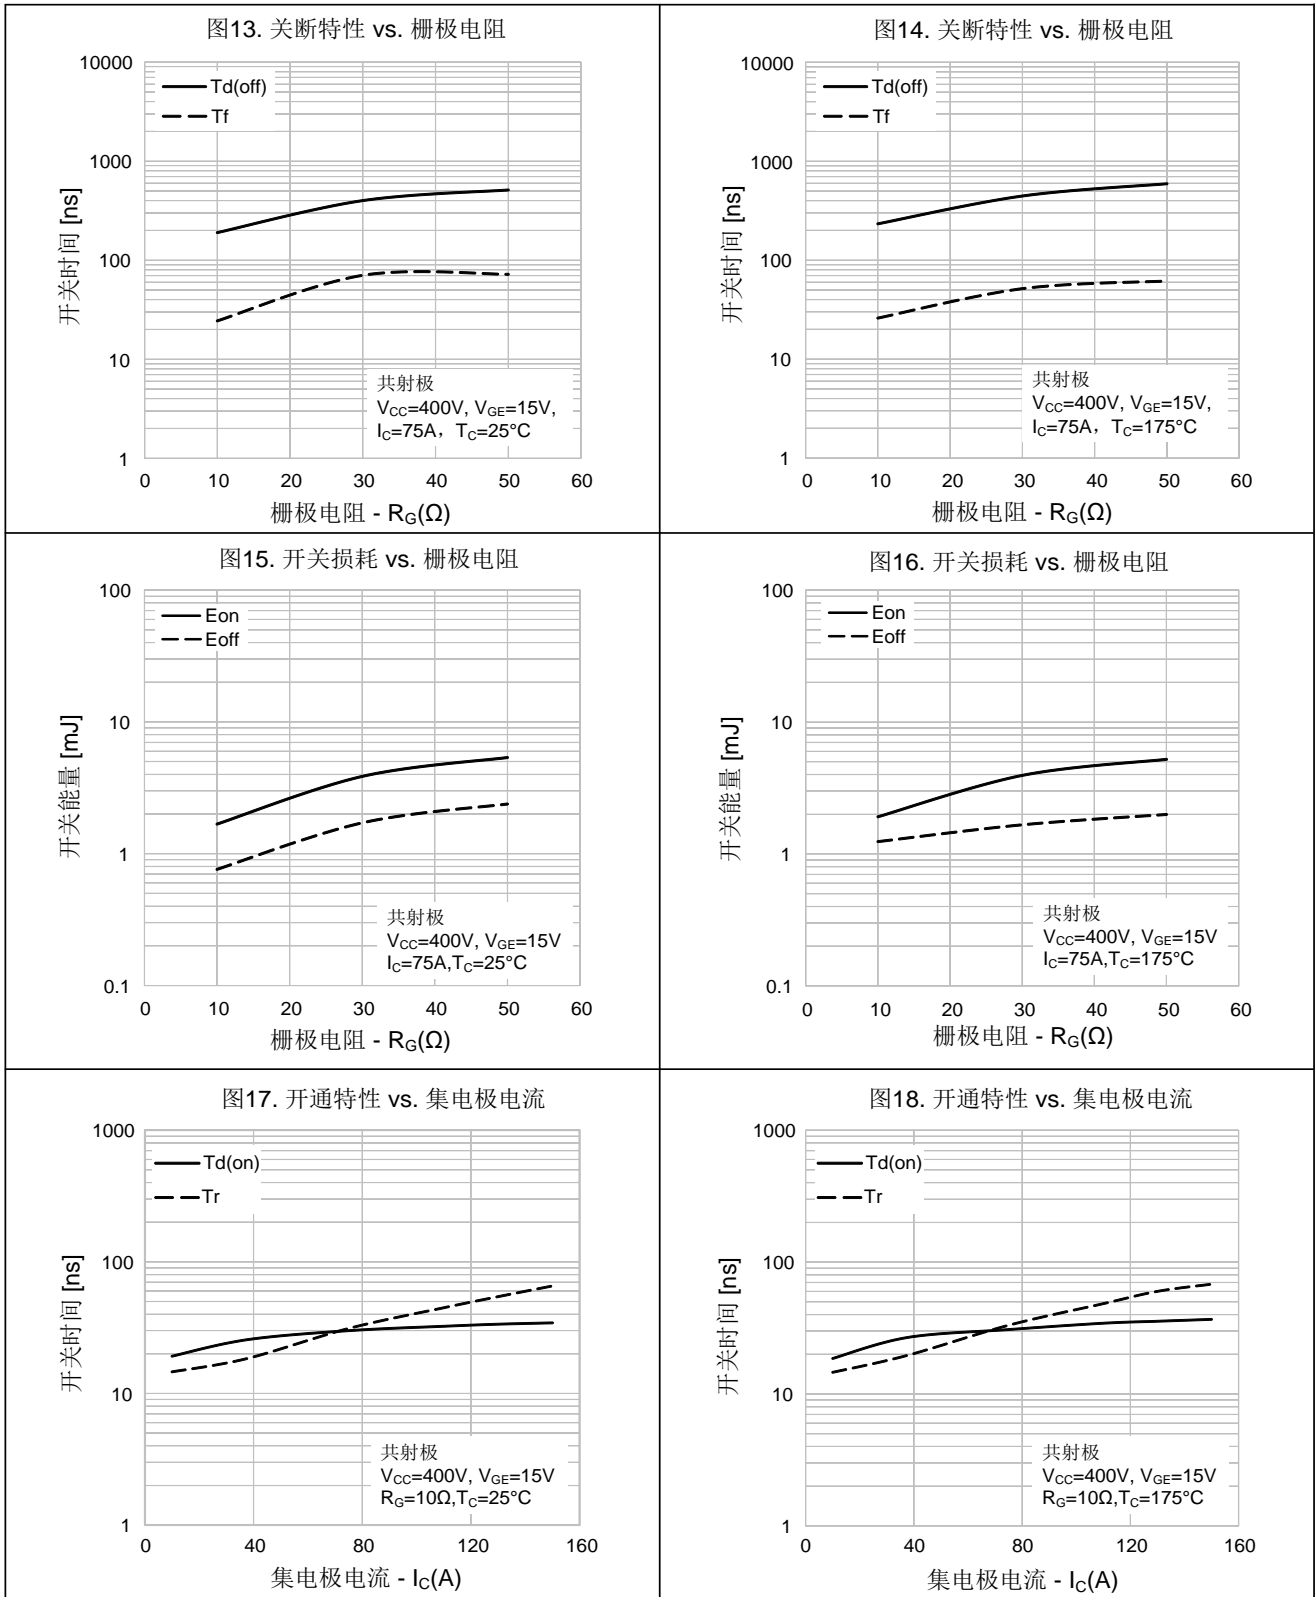 图13. 关断特性 vs. 栅极电阻
10000
1000
100
10
1
Td(off)
Tf
开关时间 [ns]
共射极
VCC=400V, VGE=15V,
IC=75A， TC=25°C
0 10 20 30 40 50 60
栅极电阻 - RG(Ω)
图14. 关断特性 vs. 栅极电阻
10000
1000
100
10
1
Td(off)
Tf
开关时间 [ns]
共射极
VCC=400V, VGE=15V,
IC=75A， TC=175°C
0 10 20 30 40 50 60
栅极电阻 - RG(Ω)
图15. 开关损耗 vs. 栅极电阻
100
10
1
0.1
Eon
Eoff
开关能量 [mJ]
共射极
VCC=400V, VGE=15V
IC=75A,TC=25°C
0 10 20 30 40 50 60
栅极电阻 - RG(Ω)
图16. 开关损耗 vs. 栅极电阻
100
10
1
0.1
Eon
Eoff
开关能量 [mJ]
共射极
VCC=400V, VGE=15V
IC=75A,TC=175°C
0 10 20 30 40 50 60
栅极电阻 - RG(Ω)
图17. 开通特性 vs. 集电极电流
1000
100
10
1
Td(on)
Tr
开关时间 [ns]
共射极
VCC=400V, VGE=15V
RG=10Ω,TC=25°C
0 40 80 120 160
集电极电流 - IC(A)
图18. 开通特性 vs. 集电极电流
1000
100
10
1
Td(on)
Tr
开关时间 [ns]
共射极
VCC=400V, VGE=15V
RG=10Ω,TC=175°C
0 40 80 120 160
集电极电流 - IC(A)